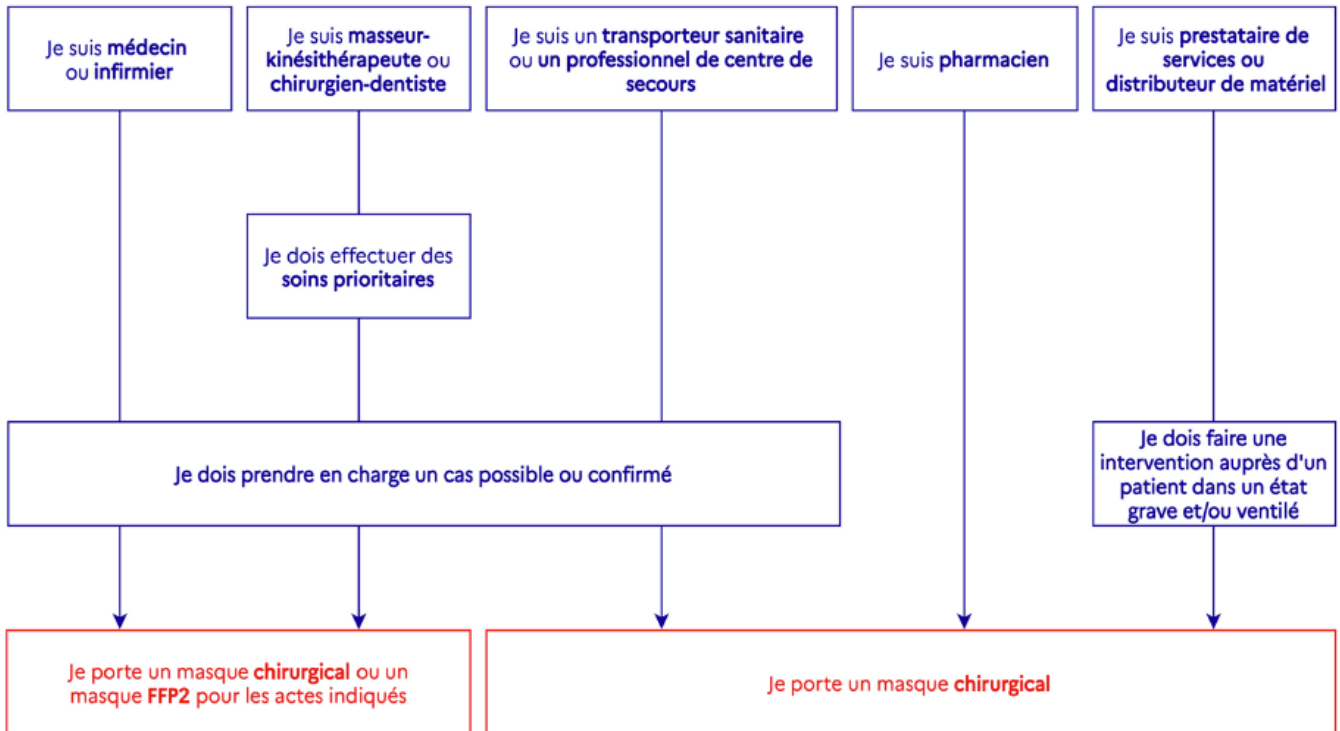 Je suis médecin
ou infirmier
Je suis masseur-
kinésithérapeute ou
chirurgien-dentiste
Je suis un transporteur sanitaire
ou un professionnel de centre de
secours
Je suis pharmacien
Je suis prestataire de
services ou
distributeur de matériel
Je dois effectuer des
soins prioritaires
Je dois prendre en charge un cas possible ou confirmé
Je dois faire une
intervention auprès d'un
patient dans un état
grave et/ou ventilé
Je porte un masque chirurgical ou un
masque FFP2 pour les actes indiqués
Je porte un masque chirurgical